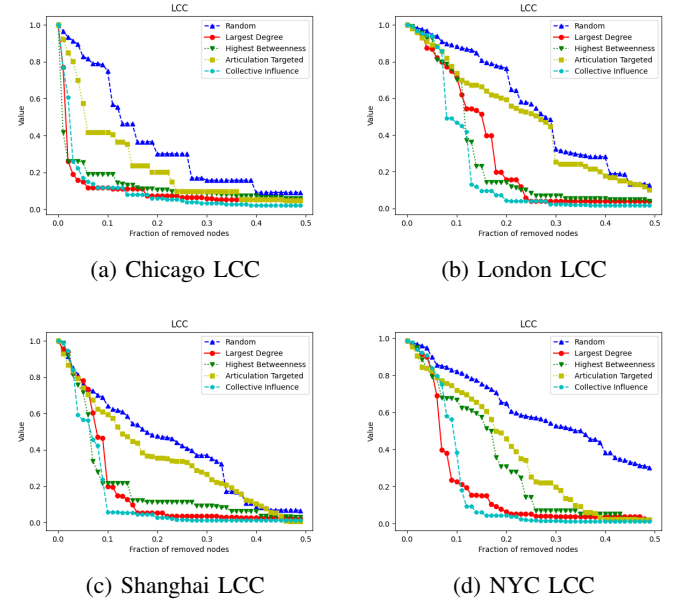 LCC
Value
1.0
0.8
0.6
0.4
0.2
0.0
Random
Largest Degree
Highest Betweenness
Articulation Targeted
Collective Influence
0.0 0.1 0.2 0.3 0.4 0.5
Fraction of removed nodes
(a) Chicago LCC
LCC
Value
1.0
0.8
0.6
0.4
0.2
0.0
Random
Largest Degree
Highest Betweenness
Articulation Targeted
Collective Influence
0.0 0.1 0.2 0.3 0.4 0.5
Fraction of removed nodes
(b) London LCC
LCC
Value
1.0
0.8
0.6
0.4
0.2
0.0
Random
Largest Degree
Highest Betweenness
Articulation Targeted
Collective Influence
0.0 0.1 0.2 0.3 0.4 0.5
Fraction of removed nodes
(c) Shanghai LCC
LCC
Value
1.0
0.8
0.6
0.4
0.2
0.0
Random
Largest Degree
Highest Betweenness
Articulation Targeted
Collective Influence
0.0 0.1 0.2 0.3 0.4 0.5
Fraction of removed nodes
(d) NYC LCC